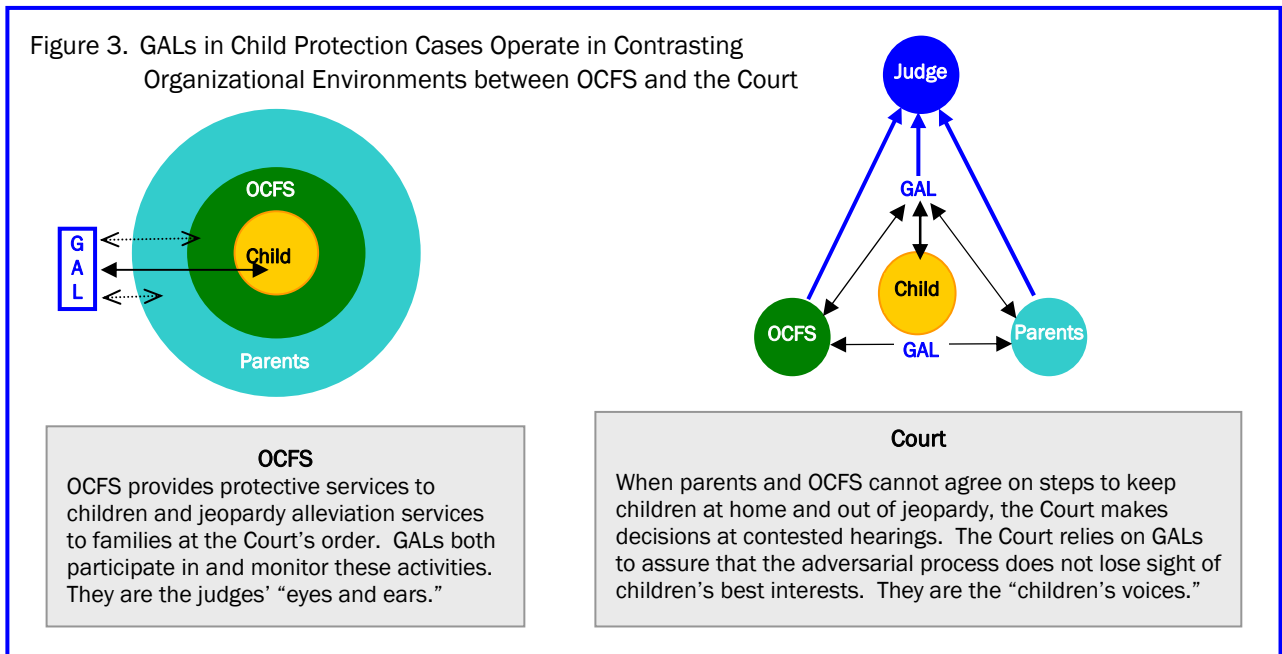 Figure 3. GALs in Child Protection Cases Operate in Contrasting
Organizational Environments between OCFS and the Court
OCFS
Child
G
A
L
Parents
Judge
GAL
Child
OCFS
GAL
Parents
OCFS
OCFS provides protective services to
children and jeopardy alleviation services
to families at the Court’s order. GALs both
participate in and monitor these activities.
They are the judges’ “eyes and ears.”
Court
When parents and OCFS cannot agree on steps to keep
children at home and out of jeopardy, the Court makes
decisions at contested hearings. The Court relies on GALs
to assure that the adversarial process does not lose sight of
children’s best interests. They are the “children’s voices.”